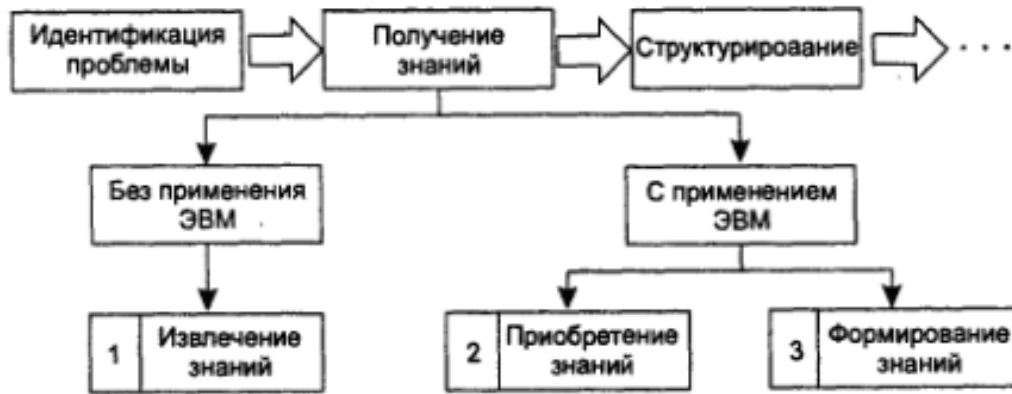 Идентификация
проблемы
Получение
знаний
Структурироаание
. . . .
Без применения
ЭВМ
С применением
ЭВМ
1
Извлечение
знаний
2
Приобретение
знаний
3
Формирование
знаний